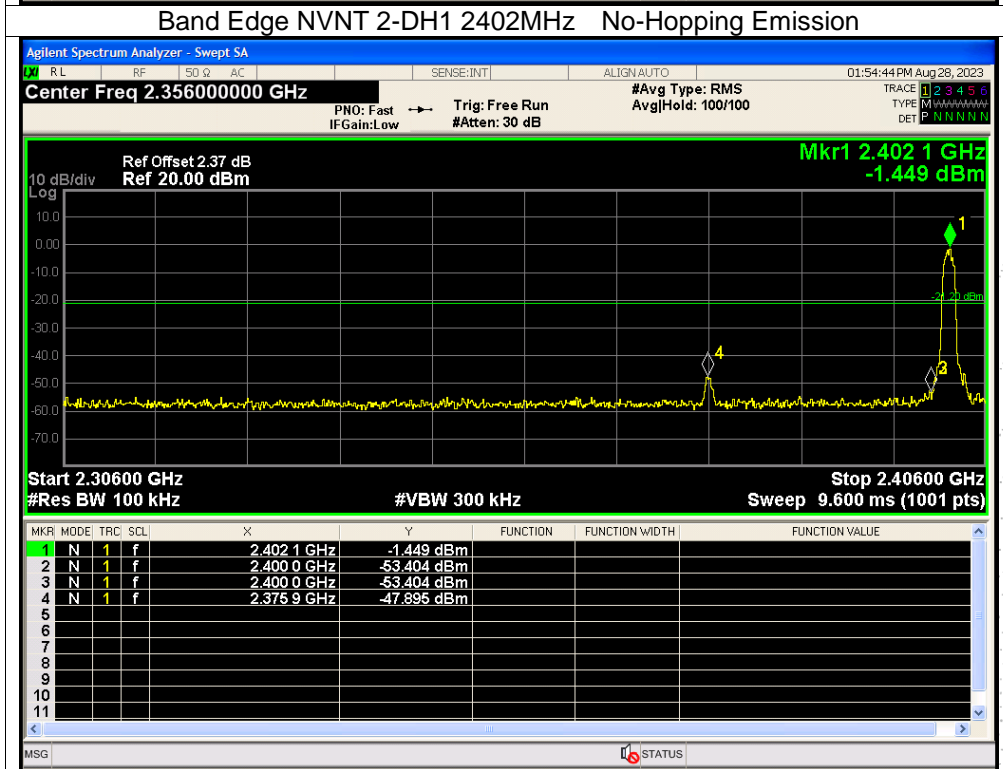 Band Edge NVNT 2-DH1 2402MHz No-Hopping Emission
Agilent Spectrum Analyzer - Swept SA
LXI RL RF 50 Ω AC SENSE:INT ALIGN AUTO 01:54:44 PM Aug 28, 2023
Center Freq 2.356000000 GHz #Avg Type: RMS TRACE 1 2 3 4 5 6
PNO: Fast Trig: Free Run Avg|Hold: 100/100 TYPE M WWWWW
IFGain:Low #Atten: 30 dB DET P N N N N N
Ref Offset 2.37 dB Mkr1 2.402 1 GHz
10 dB/div Ref 20.00 dBm -1.449 dBm
Log
10.0
1
0.00
-10.0
-20.0
-21.20 dBm
-30.0
-40.0
4
3
-50.0
-60.0
-70.0
Start 2.30600 GHz Stop 2.40600 GHz
#Res BW 100 kHz #VBW 300 kHz Sweep 9.600 ms (1001 pts)
MKR MODE TRC SCL X Y FUNCTION FUNCTION WIDTH FUNCTION VALUE
1 N 1 f 2.402 1 GHz -1.449 dBm
2 N 1 f 2.400 0 GHz -53.404 dBm
3 N 1 f 2.400 0 GHz -53.404 dBm
4 N 1 f 2.375 9 GHz -47.895 dBm
5
6
7
8
9
10
11
MSG STATUS